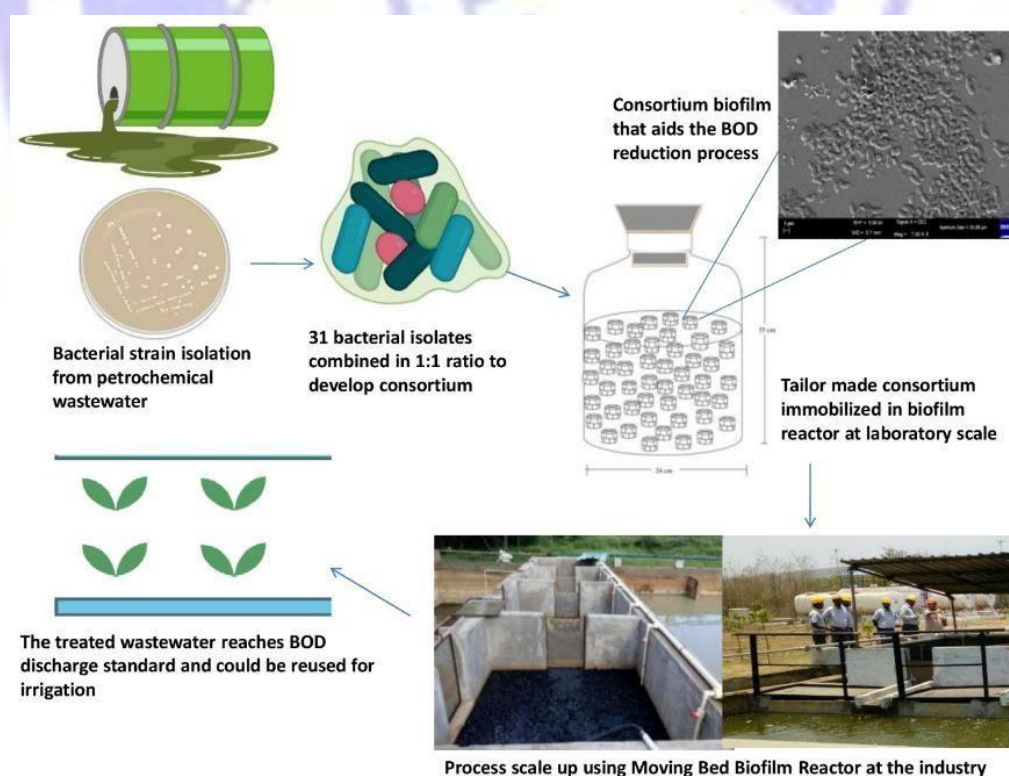 Consortium biofilm
that aids the BOD
reduction process
Bacterial strain isolation
from petrochemical
wastewater
31 bacterial isolates
combined in 1:1 ratio to
develop consortium
Tailor made consortium
immobilized in biofilm
reactor at laboratory scale
24 cm
The treated wastewater reaches BOD
discharge standard and could be reused for
irrigation
Process scale up using Moving Bed Biofilm Reactor at the industry